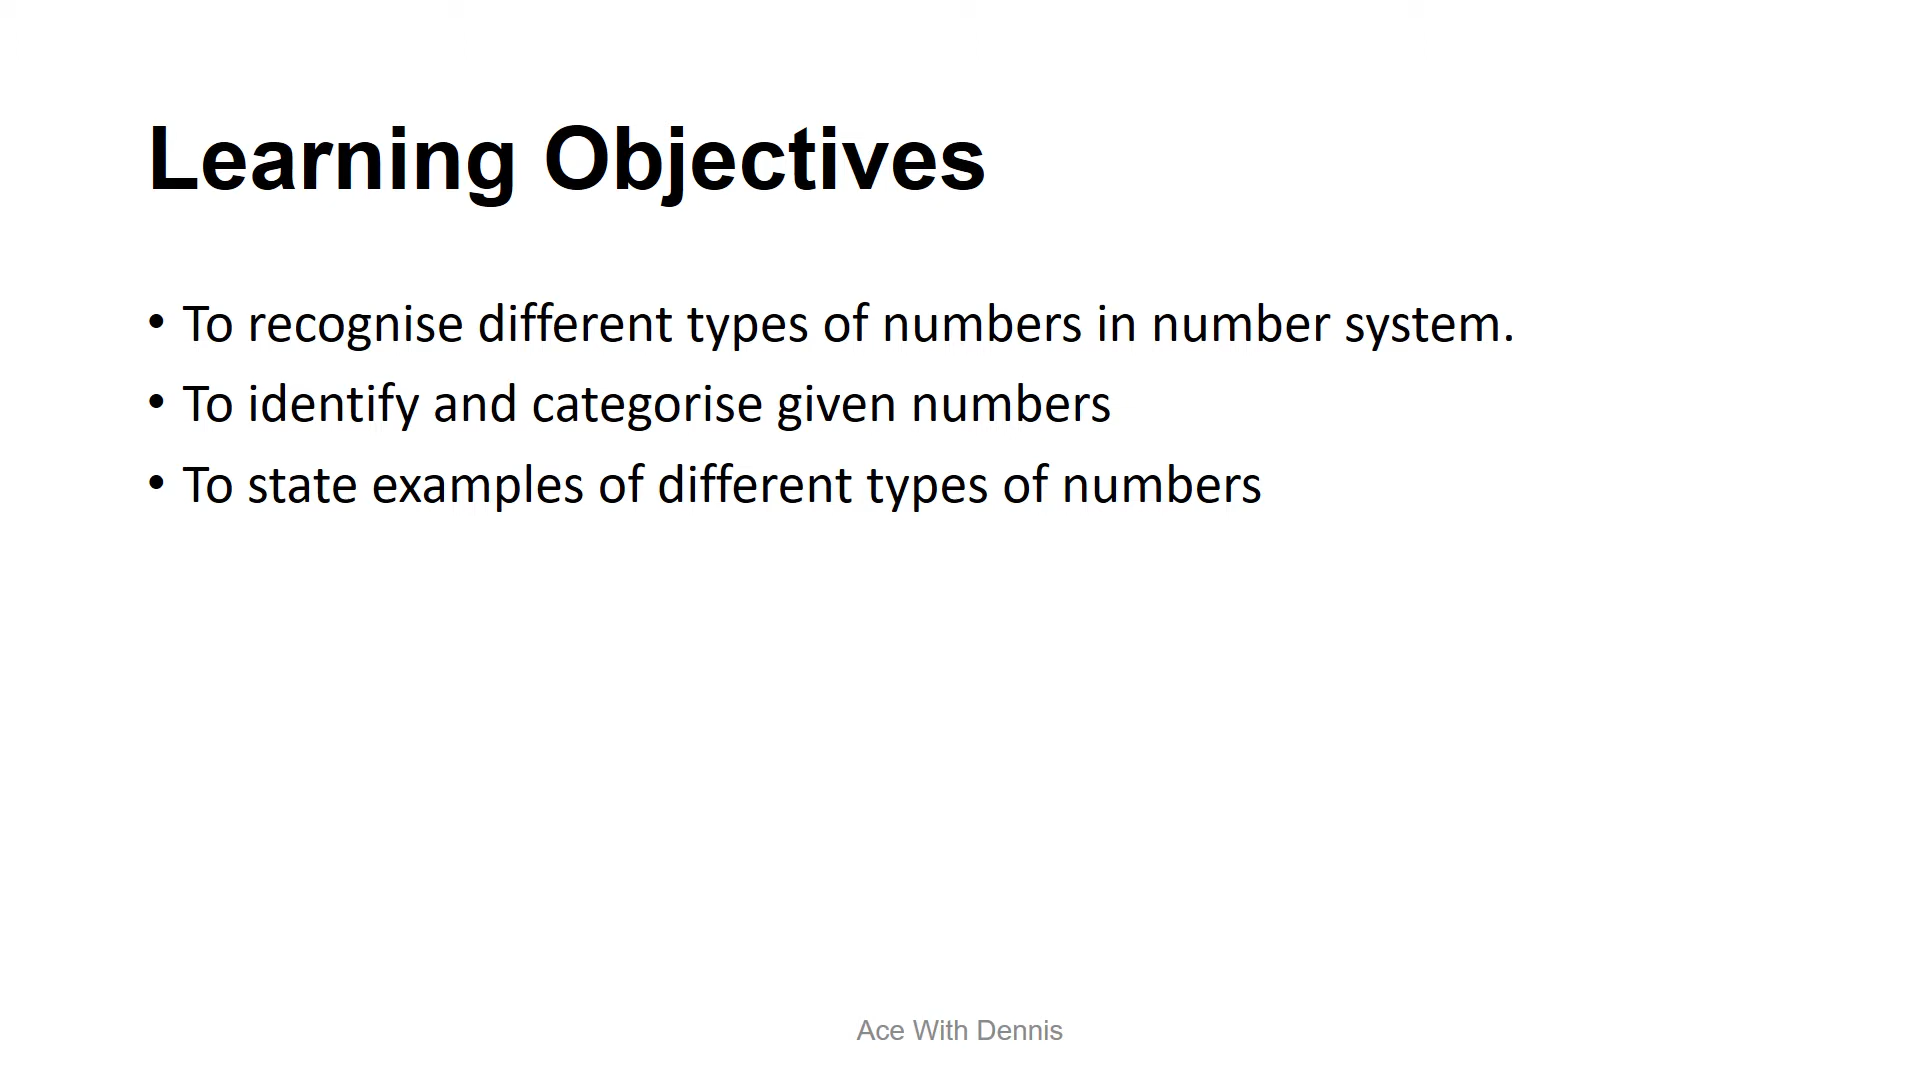 Learning Objectives
• To recognise different types of numbers in number system.
• To identify and categorise given numbers
• To state examples of different types of numbers
Ace With Dennis